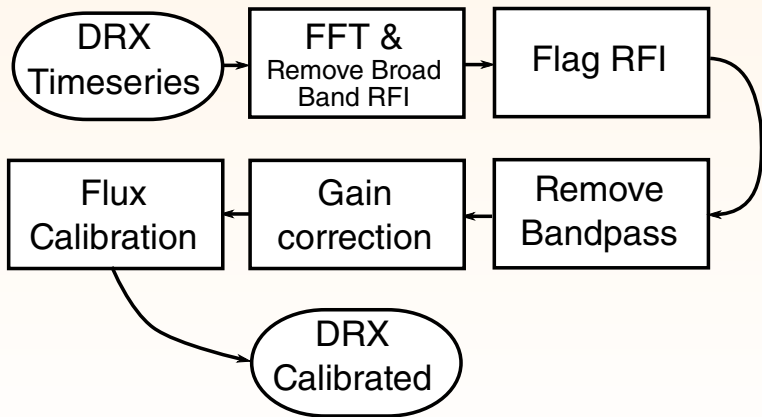 DRX
Timeseries
FFT &
Remove Broad
Band RFI
Flag RFI
Remove
Bandpass
Gain
correction
Flux
Calibration
DRX
Calibrated